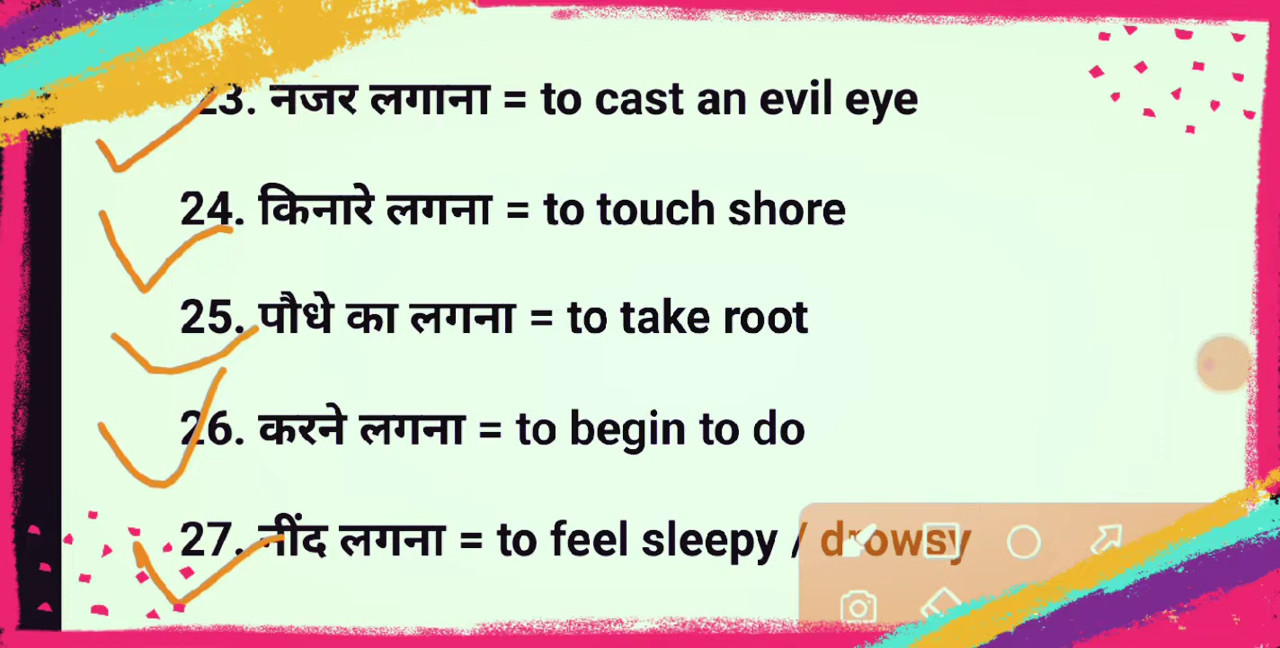 23. नजर लगाना = to cast an evil eye
24. किनारे लगना = to touch shore
25. पौधे का लगना = to take root
26. करने लगना = to begin to do
27. नींद लगना = to feel sleepy / drowsy